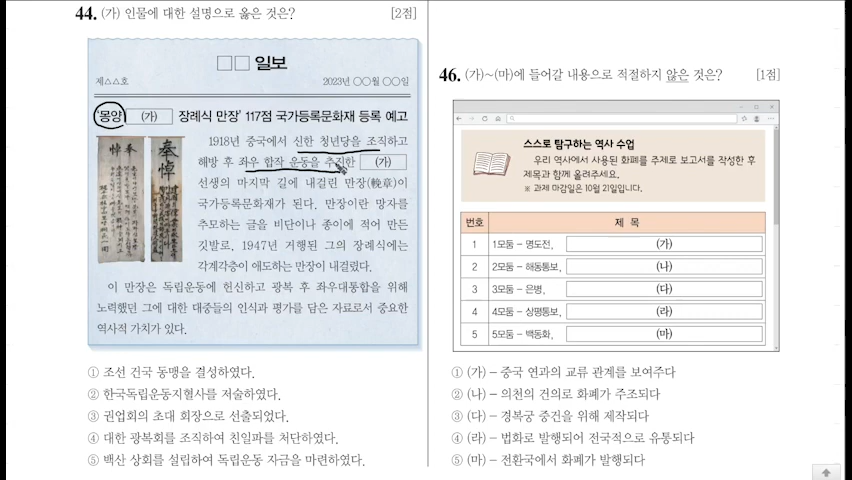 44. (가) 인물에 대한 설명으로 옳은 것은? [2점]
□□ 일보
제△△호 2023년 ○○월 ○○일
'몽양 (가) 장례식 만장' 117점 국가등록문화재 등록 예고
奉悼
奉悼
1918년 중국에서 신한 청년당을 조직하고
해방 후 좌우 합작 운동을 추진한 (가)
선생의 마지막 길에 내걸린 만장(輓章)이
국가등록문화재가 된다. 만장이란 망자를
추모하는 글을 비단이나 종이에 적어 만든
깃발로, 1947년 거행된 그의 장례식에는
각계각층이 애도하는 만장이 내걸렸다.
이 만장은 독립운동에 헌신하고 광복 후 좌우대통합을 위해
노력했던 그에 대한 대중들의 인식과 평가를 담은 자료로서 중요한
역사적 가치가 있다.
① 조선 건국 동맹을 결성하였다.
② 한국독립운동지혈사를 저술하였다.
③ 권업회의 초대 회장으로 선출되었다.
④ 대한 광복회를 조직하여 친일파를 처단하였다.
⑤ 백산 상회를 설립하여 독립운동 자금을 마련하였다.
46. (가)~(마)에 들어갈 내용으로 적절하지 않은 것은? [1점]
스스로 탐구하는 역사 수업
우리 역사에서 사용된 화폐를 주제로 보고서를 작성한 후
제목과 함께 올려주세요.
※ 과제 마감일은 10월 21일입니다.
번호 제 목
1 1모둠 - 명도전, (가)
2 2모둠 - 해동통보, (나)
3 3모둠 - 은병, (다)
4 4모둠 - 상평통보, (라)
5 5모둠 - 백동화, (마)
① (가) - 중국 연과의 교류 관계를 보여주다
② (나) - 의천의 건의로 화폐가 주조되다
③ (다) - 경복궁 중건을 위해 제작되다
④ (라) - 법화로 발행되어 전국적으로 유통되다
⑤ (마) - 전환국에서 화폐가 발행되다